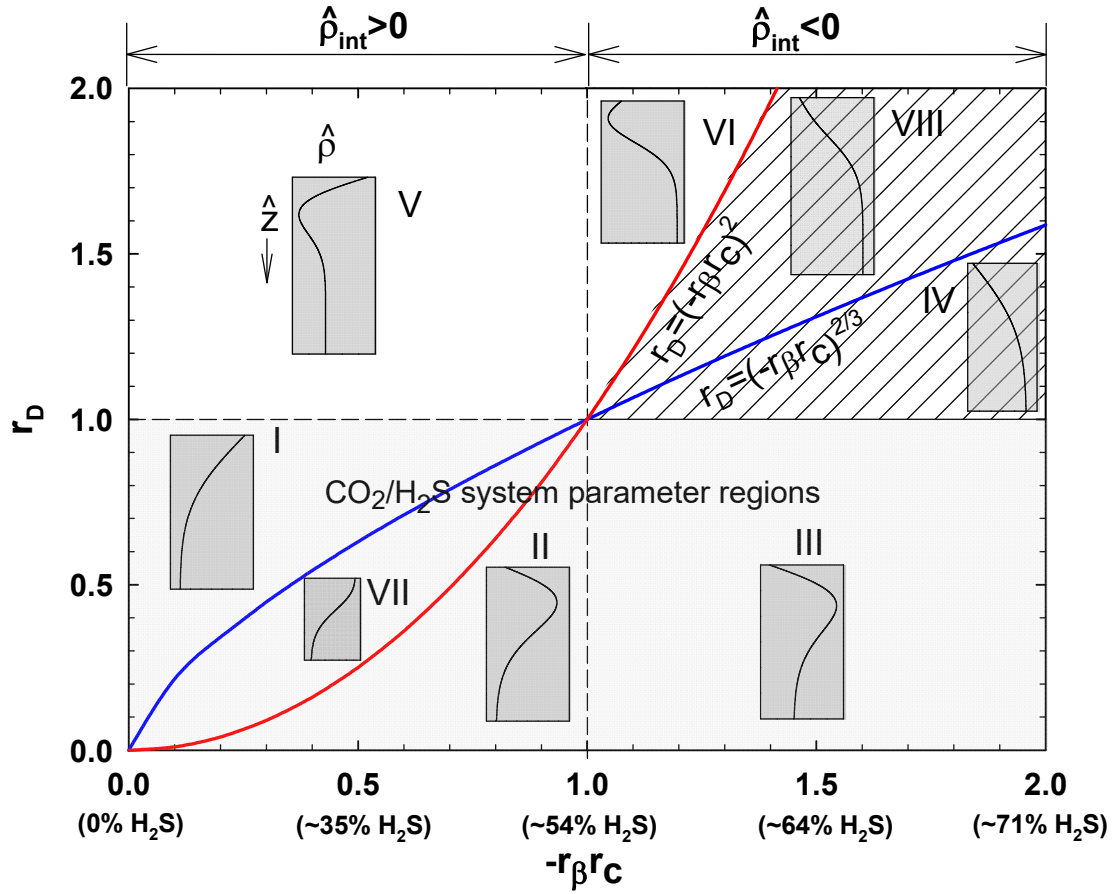 ρ̂int>0 ρ̂int<0
2.0
VI VIII
ρ̂
V
ẑ
1.5
rD=(-rβrC)²
IV
rD=(-rβrC)^2/3
rD
1.0
I
CO₂/H₂S system parameter regions
II III
0.5
VII
0.0
0.0 0.5 1.0 1.5 2.0
(0% H₂S) (~35% H₂S) (~54% H₂S) (~64% H₂S) (~71% H₂S)
-rβrC